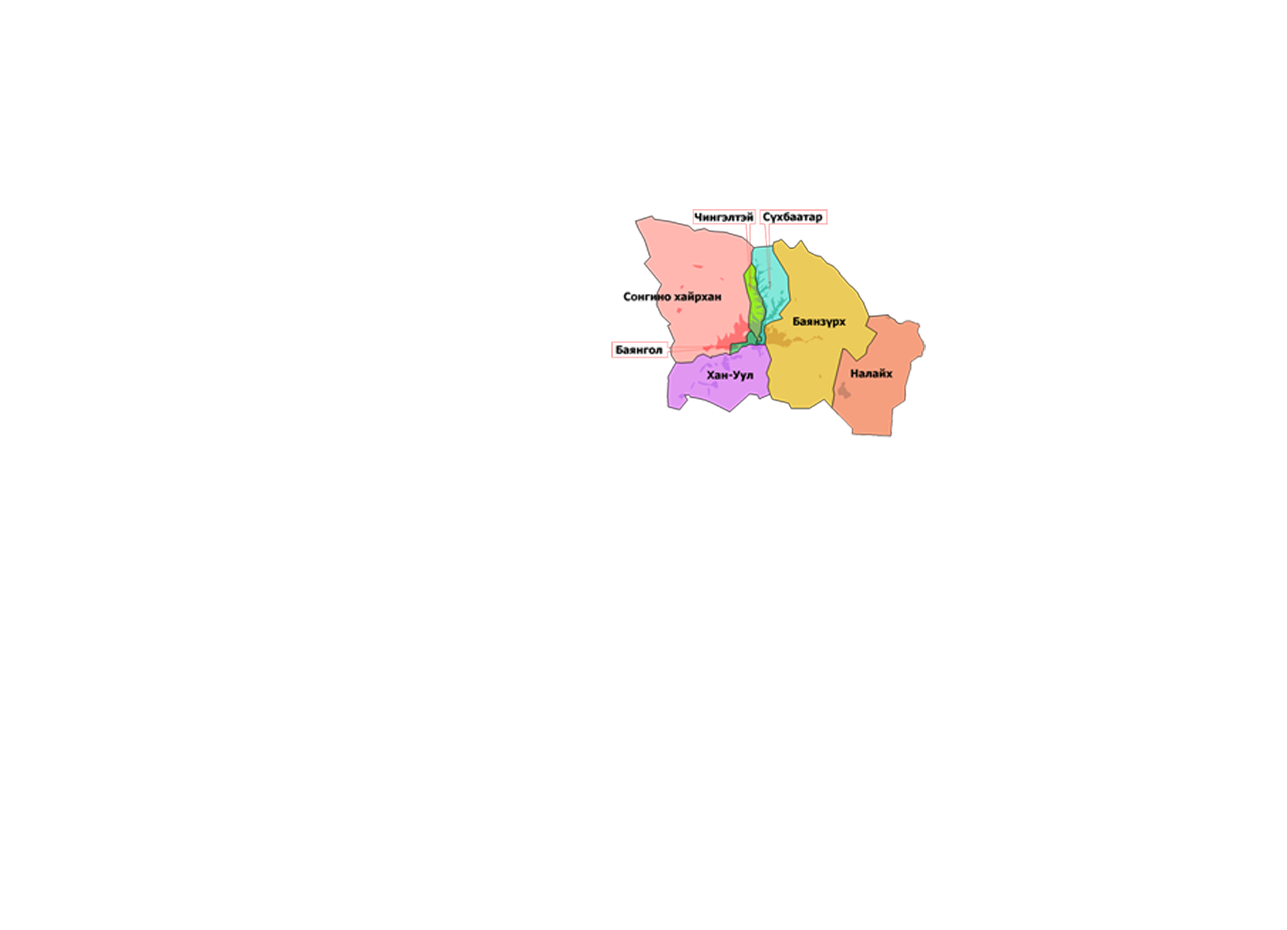 Чингэлтэй
Сүхбаатар
Сонгино хайрхан
Баянзүрх
Баянгол
Хан-Уул
Налайх